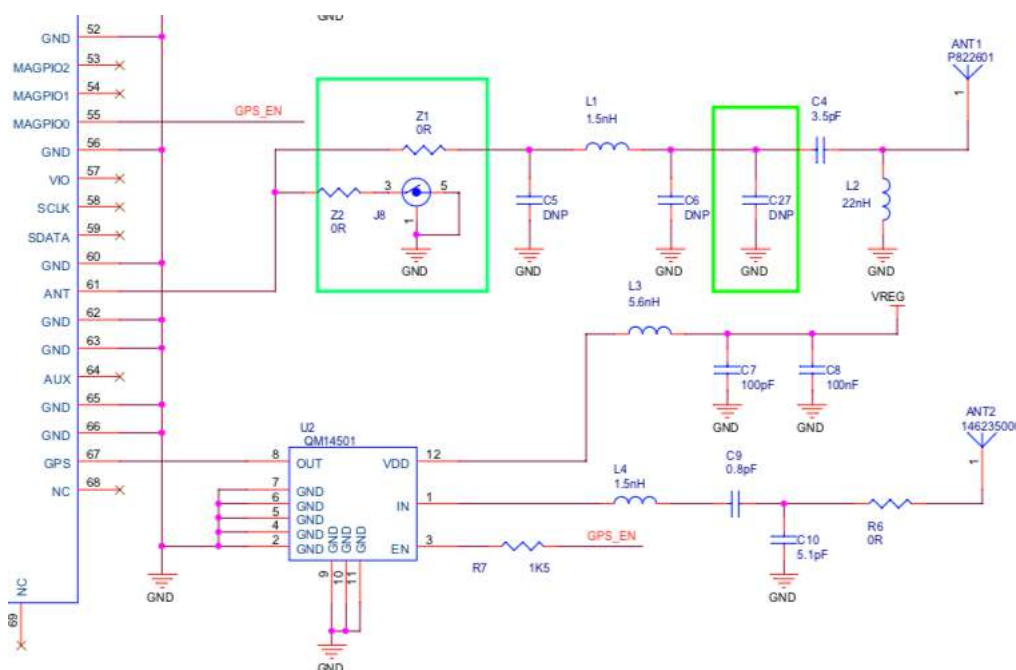 GND
GND 52
MAGPIO2 53
MAGPIO1 54
MAGPIO0 55
GPS_EN
GND 56
VIO 57
SCLK 58
SDATA 59
GND 60
ANT 61
GND 62
GND 63
AUX 64
GND 65
GND 66
GPS 67
NC 68
NC
69
GND
Z1
0R
Z2
0R
3
5
1
J8
GND
L1
1.5nH
C5
DNP
GND
C6
DNP
GND
C27
DNP
GND
C4
3.5pF
L2
22nH
GND
ANT1
P822601
1
L3
5.6nH
VREG
C7
100pF
GND
C8
100nF
GND
U2
QM14501
8 OUT
VDD 12
7 GND
6 GND
5 GND
4 GND
2 GND
IN 1
EN 3
GND
GND
GND
9
10
11
GND
L4
1.5nH
C9
0.8pF
C10
5.1pF
GND
R6
0R
ANT2
146235000
1
R7 1K5
GPS_EN